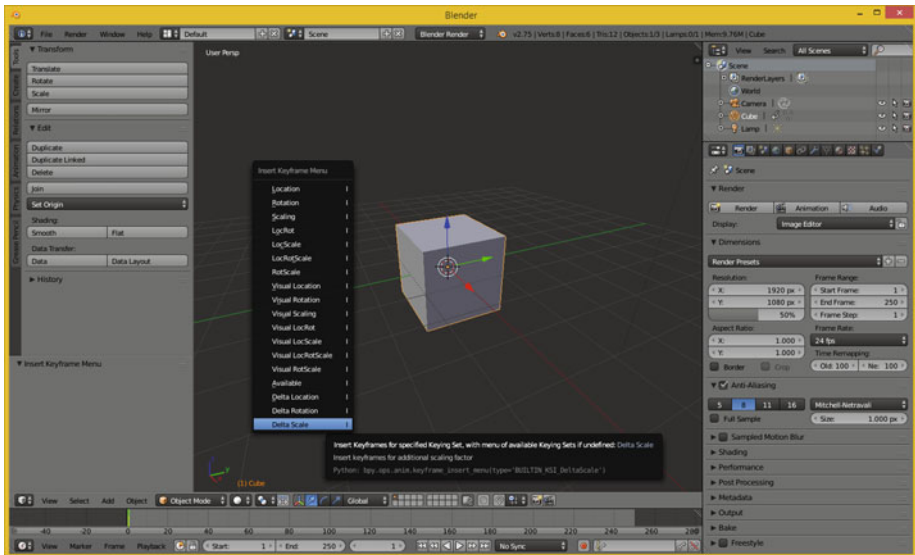 Blender
File Render Window Help Default Scene Blender Render v2.75 | Verts:8 | Faces:6 | Tris:12 | Objects:1/3 | Lamps:0/1 | Mem:9.76M | Cube
Tools
Create
Relations
Animation
Physics
Grease Pencil
▼ Transform
Translate
Rotate
Scale
Mirror
▼ Edit
Duplicate
Duplicate Linked
Delete
Join
Set Origin
Shading:
Smooth Flat
Data Transfer:
Data Data Layout
► History
▼ Insert Keyframe Menu
User Persp
Insert Keyframe Menu
Location I
Rotation I
Scaling I
LocRot I
LocScale I
LocRotScale I
RotScale I
Visual Location I
Visual Rotation I
Visual Scaling I
Visual LocRot I
Visual LocScale I
Visual LocRotScale I
Visual RotScale I
Available I
Delta Location I
Delta Rotation I
Delta Scale I
Insert Keyframes for specified Keying Set, with menu of available Keying Sets if undefined: Delta Scale
Insert keyframes for additional scaling factor
Python: bpy.ops.anim.keyframe_insert_menu(type='BUILTIN_KSI_DeltaScale')
(1) Cube
View Select Add Object Object Mode Global
-40 -20 0 20 40 60 80 100 120 140 160 180 200 220 240 260 280
View Marker Frame Playback Start: 1 End: 250 1 No Sync
View Search All Scenes
Scene
RenderLayers |
World
Camera |
Cube |
Lamp |
Scene
▼ Render
Render Animation Audio
Display: Image Editor
▼ Dimensions
Render Presets
Resolution: Frame Range:
X: 1920 px Start Frame: 1
Y: 1080 px End Frame: 250
50% Frame Step: 1
Aspect Ratio: Frame Rate:
X: 1.000 24 fps
Y: 1.000 Time Remapping:
Border Crop Old: 100 Ne: 100
▼ Anti-Aliasing
5 8 11 16 Mitchell-Netravali
Full Sample Size: 1.000 px
► Sampled Motion Blur
► Shading
► Performance
► Post Processing
► Metadata
► Output
► Bake
► Freestyle